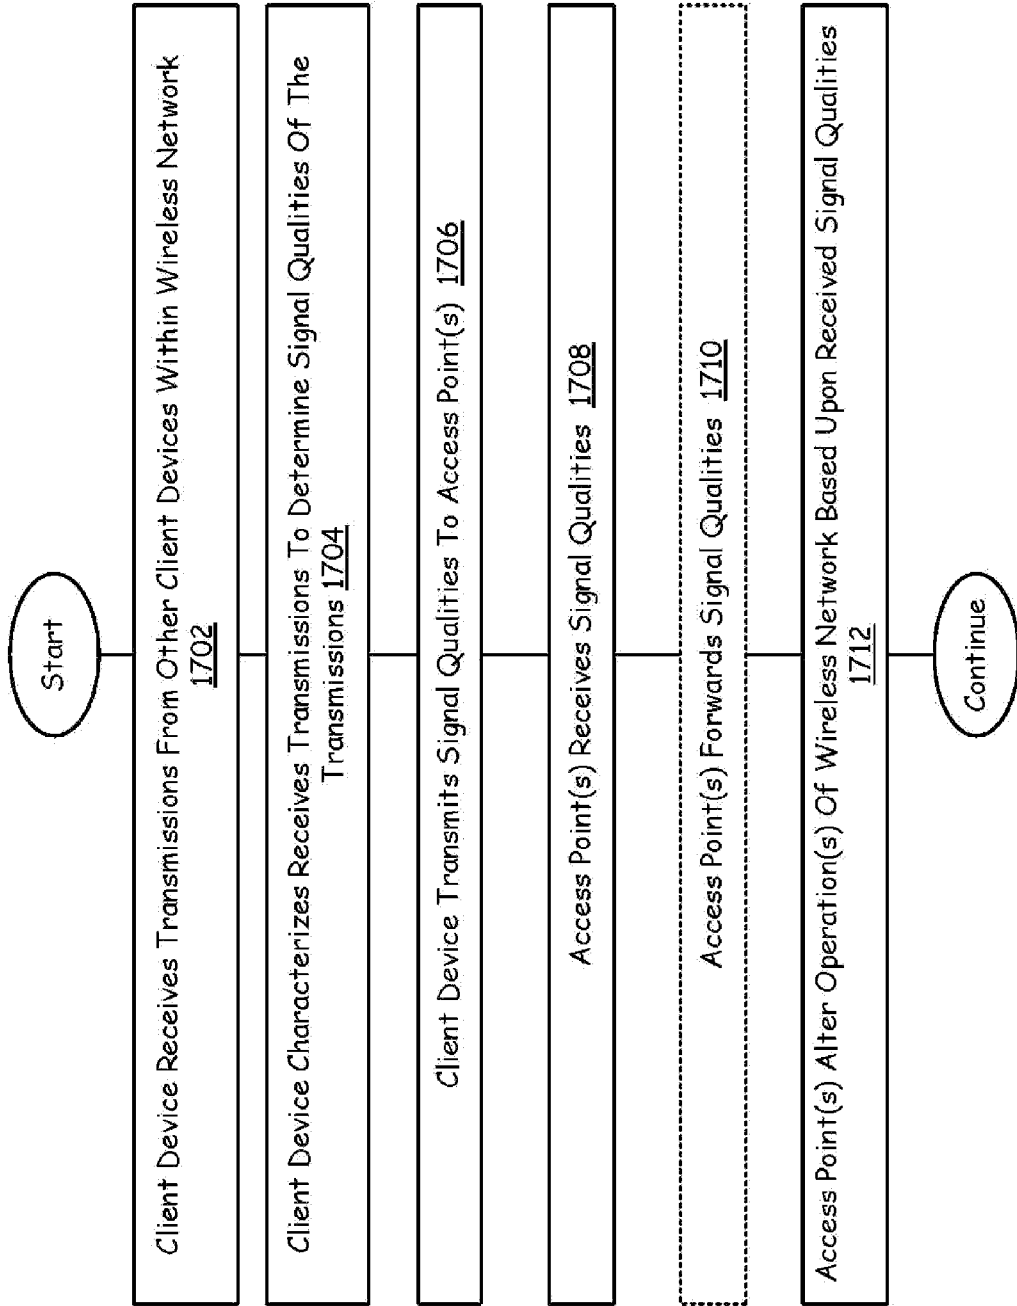 Start
Client Device Receives Transmissions From Other Client Devices Within Wireless Network
1702
Client Device Characterizes Receives Transmissions To Determine Signal Qualities Of The
Transmissions 1704
Client Device Transmits Signal Qualities To Access Point(s) 1706
Access Point(s) Receives Signal Qualities 1708
Access Point(s) Forwards Signal Qualities 1710
Access Point(s) Alter Operation(s) Of Wireless Network Based Upon Received Signal Qualities
1712
Continue